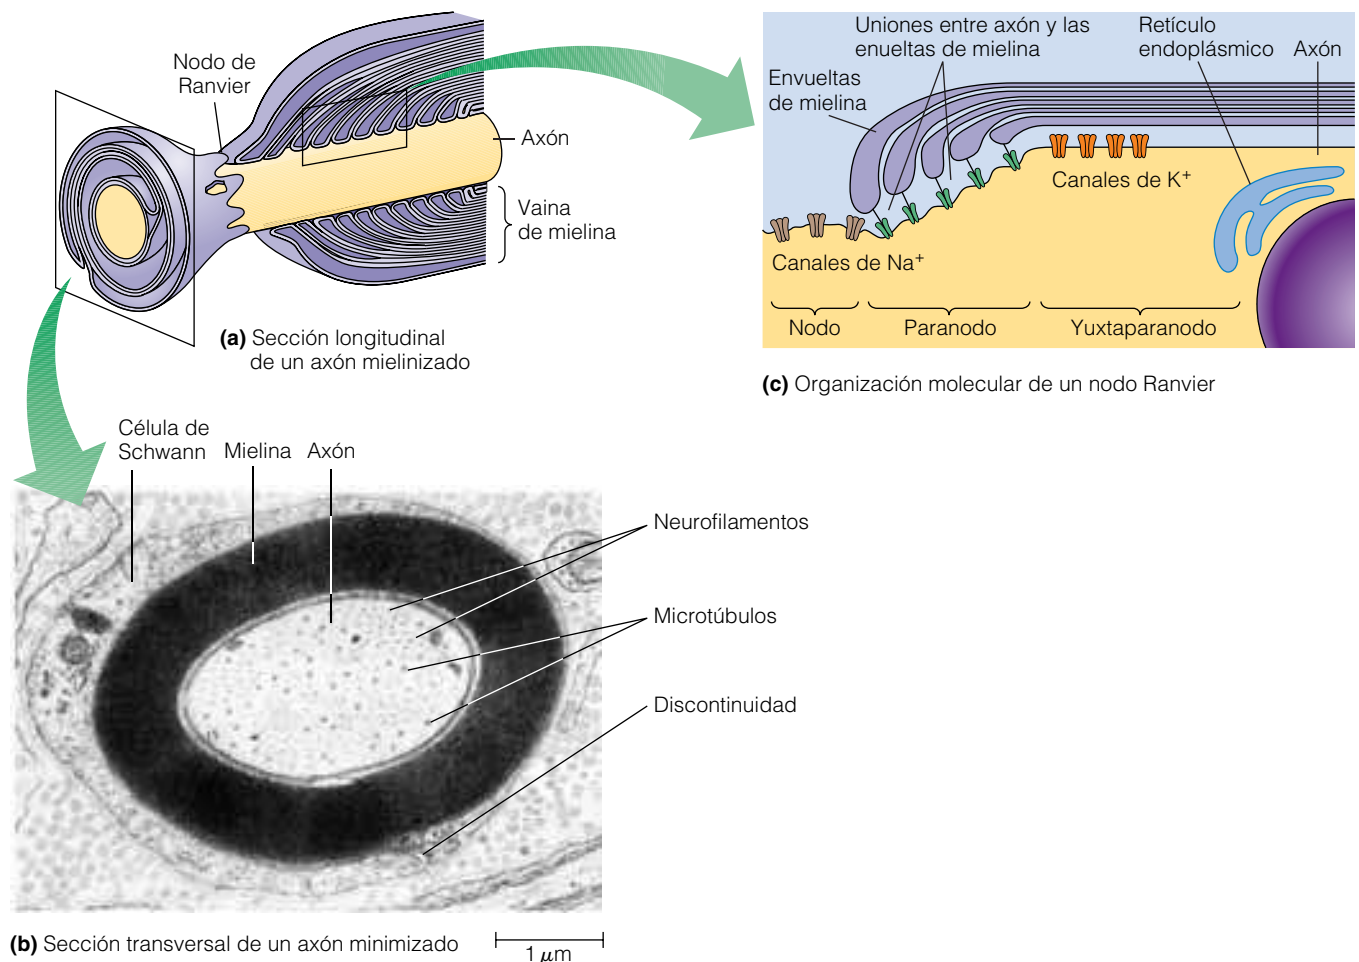 Nodo de
Ranvier
Axón
Vaina
de mielina
(a) Sección longitudinal
de un axón mielinizado
Uniones entre axón y las
enueltas de mielina
Retículo
endoplásmico
Axón
Envueltas
de mielina
Canales de K⁺
Canales de Na⁺
Nodo
Paranodo
Yuxtaparanodo
(c) Organización molecular de un nodo Ranvier
Célula de
Schwann
Mielina
Axón
Neurofilamentos
Microtúbulos
Discontinuidad
(b) Sección transversal de un axón minimizado
1 μm